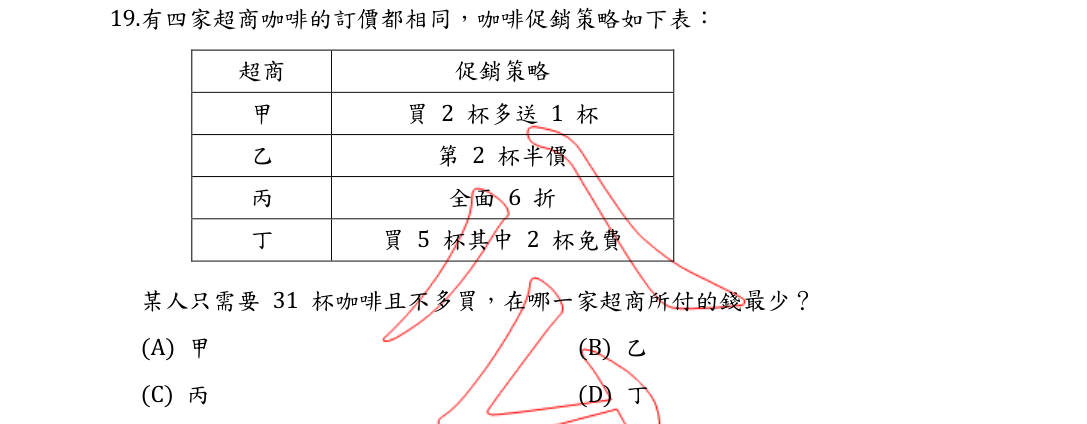 19.有四家超商咖啡的訂價都相同，咖啡促銷策略如下表：
超商 促銷策略
甲 買 2 杯多送 1 杯
乙 第 2 杯半價
丙 全面 6 折
丁 買 5 杯其中 2 杯免費
某人只需要 31 杯咖啡且不多買，在哪一家超商所付的錢最少？
(A) 甲 (B) 乙
(C) 丙 (D) 丁